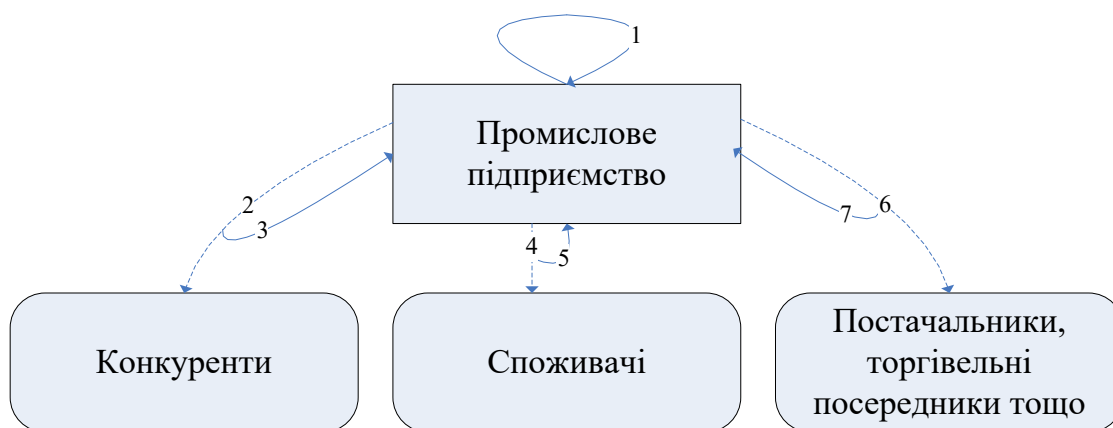 1
Промислове
підприємство
2
3
4
5
6
7
Конкуренти
Споживачі
Постачальники,
торгівельні
посередники тощо